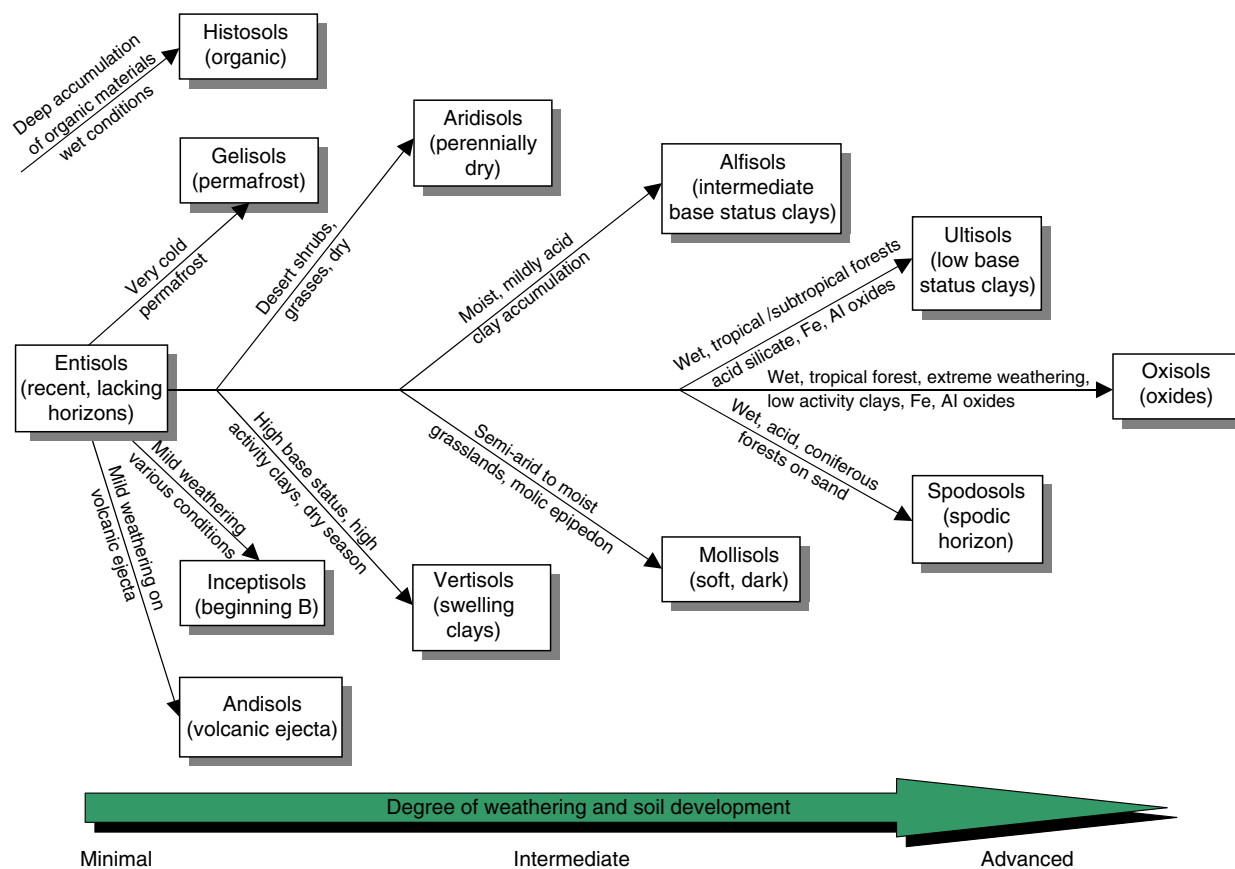 Histosols
(organic)
Deep accumulation
of organic materials
wet conditions
Gelisols
(permafrost)
Very cold
permafrost
Aridisols
(perennially
dry)
Desert shrubs,
grasses, dry
Alfisols
(intermediate
base status clays)
Moist, mildly acid
clay accumulation
Ultisols
(low base
status clays)
Wet, tropical /subtropical forests
acid silicate, Fe, Al oxides
Entisols
(recent, lacking
horizons)
Wet, tropical forest, extreme weathering,
low activity clays, Fe, Al oxides
Oxisols
(oxides)
Wet, acid, coniferous
forests on sand
Spodosols
(spodic
horizon)
Semi-arid to moist
grasslands, molic epipedon
Mollisols
(soft, dark)
High base status, high
activity clays, dry season
Vertisols
(swelling
clays)
Mild weathering
various conditions
Inceptisols
(beginning B)
Mild weathering on
volcanic ejecta
Andisols
(volcanic ejecta)
Degree of weathering and soil development
Minimal
Intermediate
Advanced